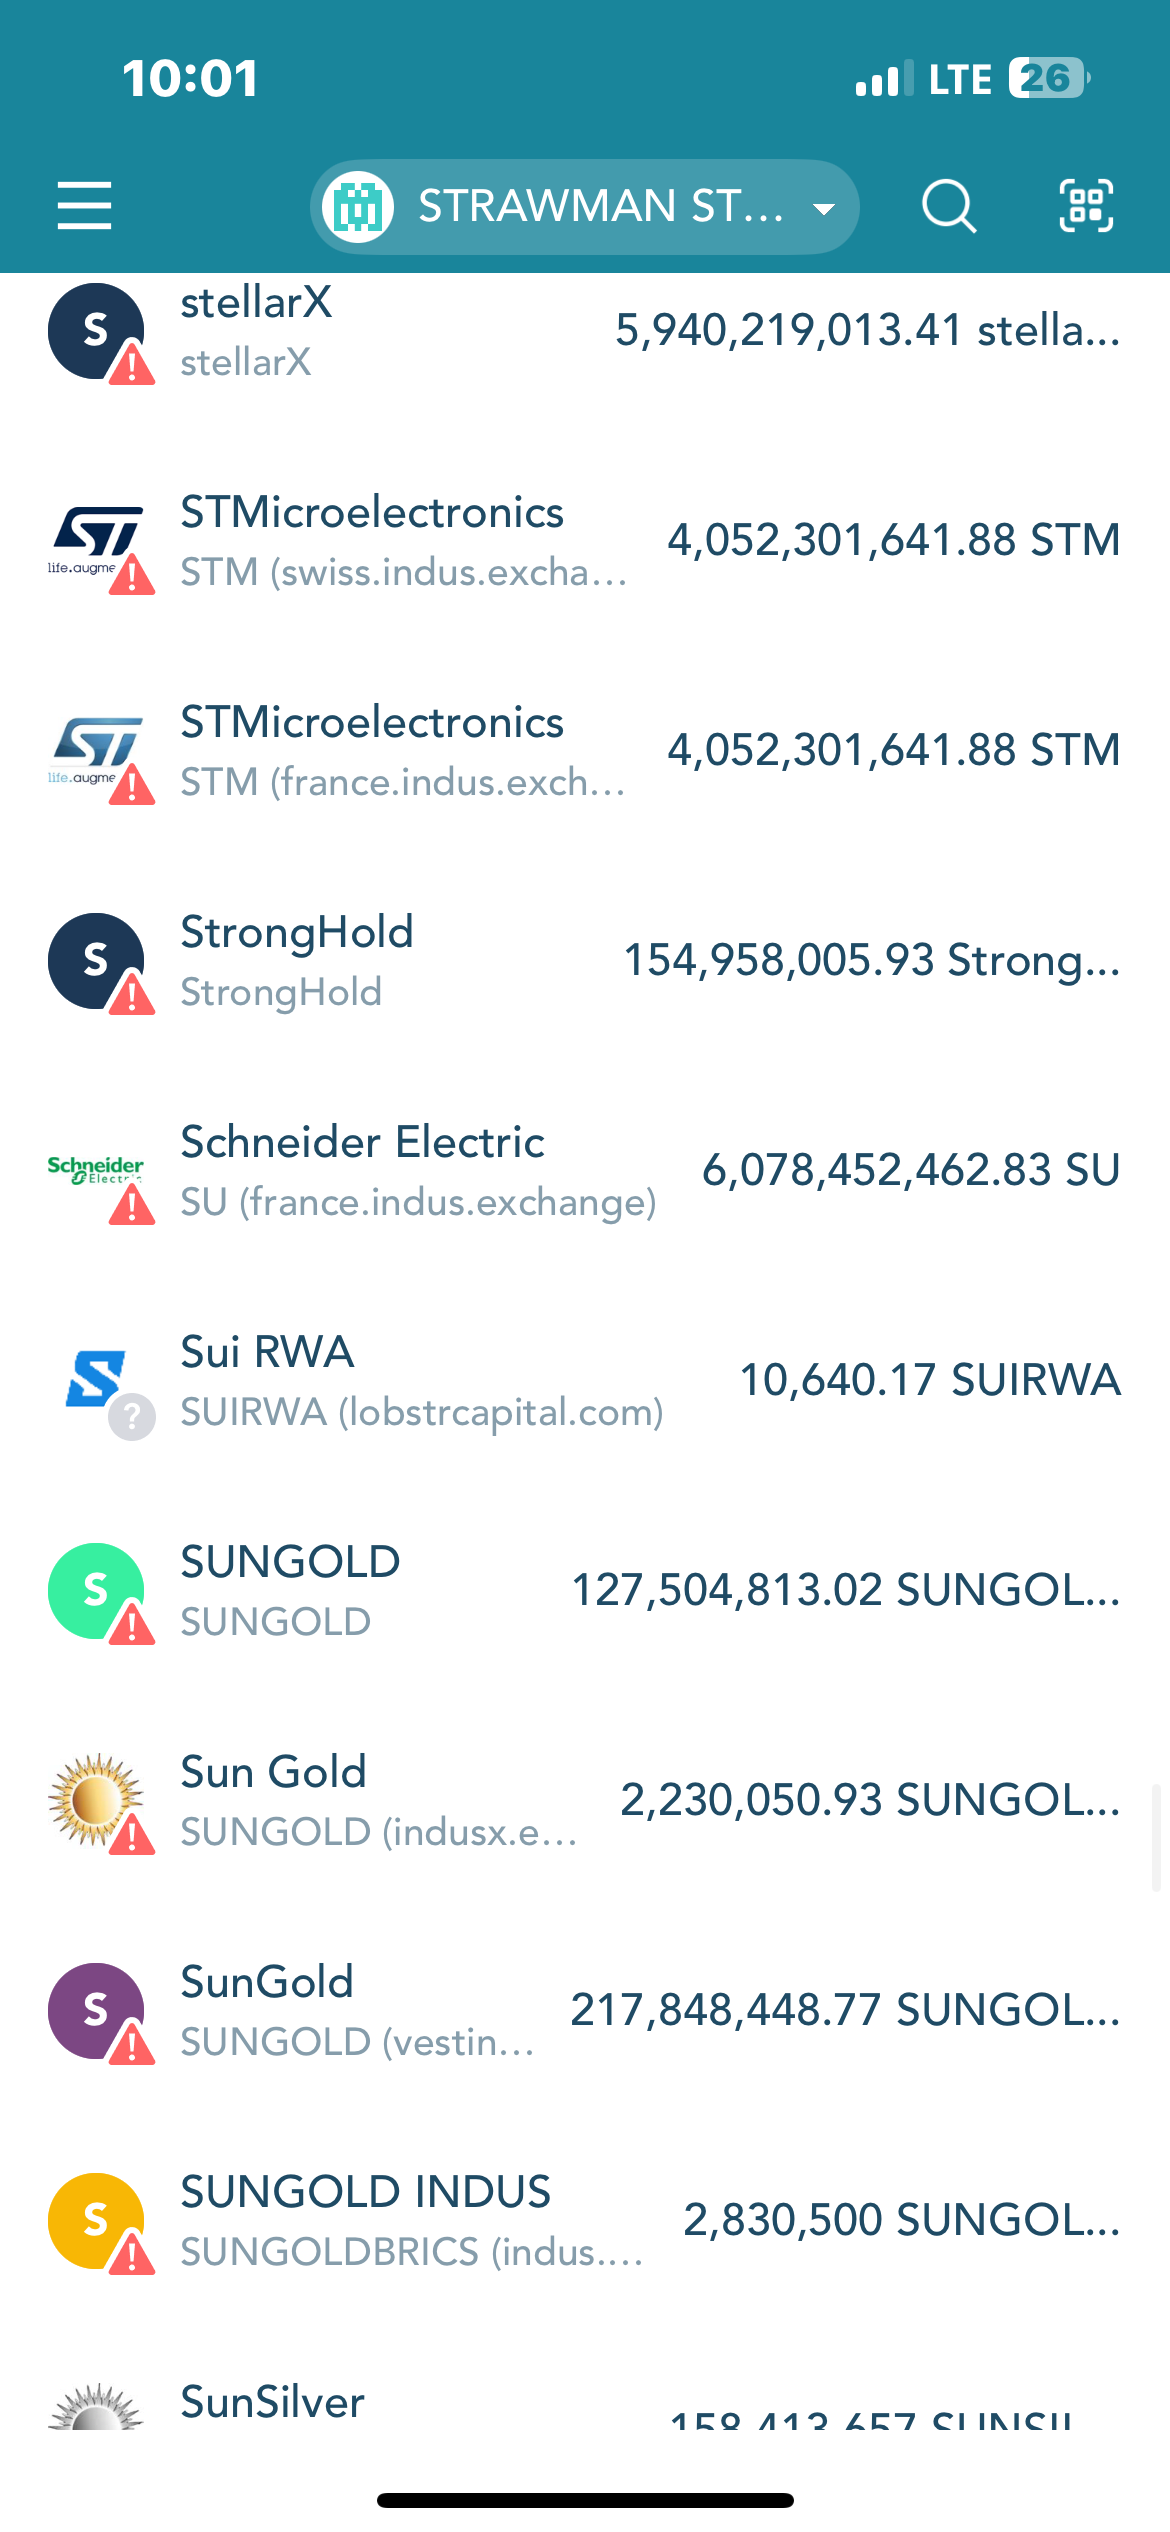 10:01
LTE 26
STRAWMAN ST...
stellarX
5,940,219,013.41 stella...
stellarX
STMicroelectronics
4,052,301,641.88 STM
life.augme
STM (swiss.indus.excha...
STMicroelectronics
4,052,301,641.88 STM
life.augme
STM (france.indus.exch...
S
StrongHold
154,958,005.93 Strong...
StrongHold
Schneider Electric
6,078,452,462.83 SU
Schneider
Electric
SU (france.indus.exchange)
Sui RWA
10,640.17 SUIRWA
SUIRWA (lobstrcapital.com)
S
SUNGOLD
127,504,813.02 SUNGOL...
SUNGOLD
Sun Gold
2,230,050.93 SUNGOL...
SUNGOLD (indusx.e...
S
SunGold
217,848,448.77 SUNGOL...
SUNGOLD (vestin...
S
SUNGOLD INDUS
2,830,500 SUNGOL...
SUNGOLDBRICS (indus....
SunSilver
158,413,657 SUNSIL